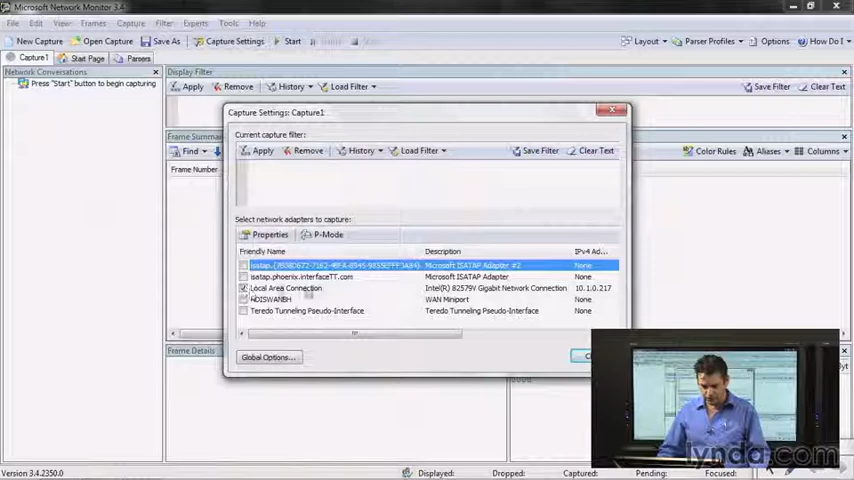 Microsoft Network Monitor 3.4
File Edit View Frames Capture Filter Experts Tools Help
New Capture Open Capture Save As Capture Settings Start Layout Parser Profiles Options How Do I
Capture1 Start Page Parsers
Network Conversations
Press "Start" button to begin capturing
Display Filter
Apply Remove History Load Filter Save Filter Clear Text
Capture Settings: Capture1
Current capture filter:
Apply Remove History Load Filter Save Filter Clear Text
Frame Summary
Find Color Rules Aliases Columns
Frame Number
Select network adapters to capture:
Properties P-Mode
Friendly Name Description IPv4 Ad...
Microsoft ISATAP Adapter #2 None
isatap.phoenix.interfaceTT.com Microsoft ISATAP Adapter None
Local Area Connection Intel(R) 82579V Gigabit Network Connection 10.1.0.217
NDISWANBH WAN Miniport None
Teredo Tunneling Pseudo-Interface Teredo Tunneling Pseudo-Interface None
Global Options...
Frame Details
lynda.com
Version 3.4.2350.0 Displayed: Dropped: Captured: Pending: Focused: